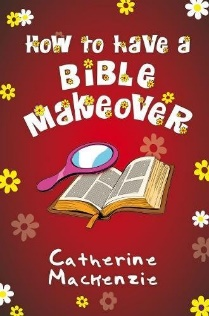 How to Have a
BiBLe
Makeover
Catherine
Mackenzie